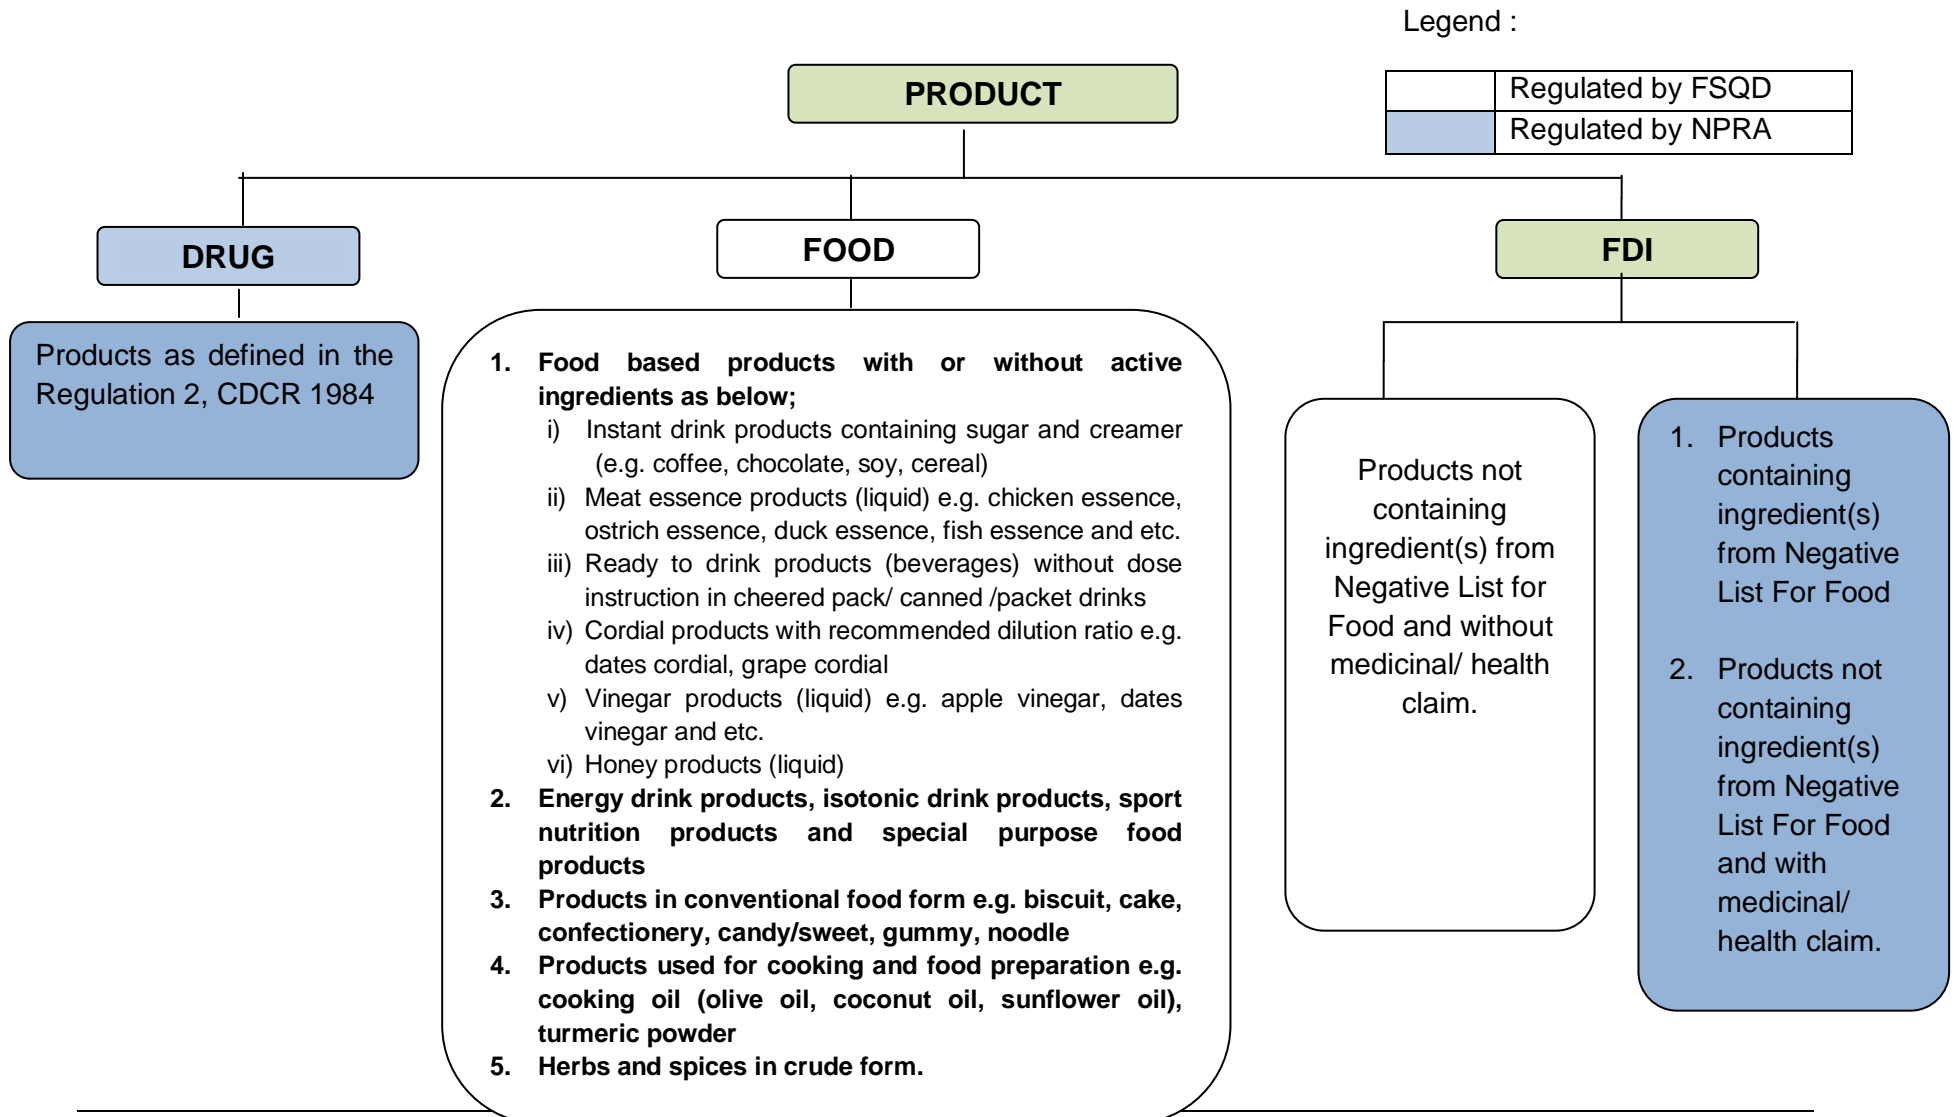 Legend :
Regulated by FSQD
Regulated by NPRA
PRODUCT
DRUG
FOOD
FDI
Products as defined in the
Regulation 2, CDCR 1984
1. Food based products with or without active
ingredients as below;
i) Instant drink products containing sugar and creamer
(e.g. coffee, chocolate, soy, cereal)
ii) Meat essence products (liquid) e.g. chicken essence,
ostrich essence, duck essence, fish essence and etc.
iii) Ready to drink products (beverages) without dose
instruction in cheered pack/ canned /packet drinks
iv) Cordial products with recommended dilution ratio e.g.
dates cordial, grape cordial
v) Vinegar products (liquid) e.g. apple vinegar, dates
vinegar and etc.
vi) Honey products (liquid)
2. Energy drink products, isotonic drink products, sport
nutrition products and special purpose food
products
3. Products in conventional food form e.g. biscuit, cake,
confectionery, candy/sweet, gummy, noodle
4. Products used for cooking and food preparation e.g.
cooking oil (olive oil, coconut oil, sunflower oil),
turmeric powder
5. Herbs and spices in crude form.
Products not
containing
ingredient(s) from
Negative List for
Food and without
medicinal/ health
claim.
1. Products
containing
ingredient(s)
from Negative
List For Food
2. Products not
containing
ingredient(s)
from Negative
List For Food
and with
medicinal/
health claim.